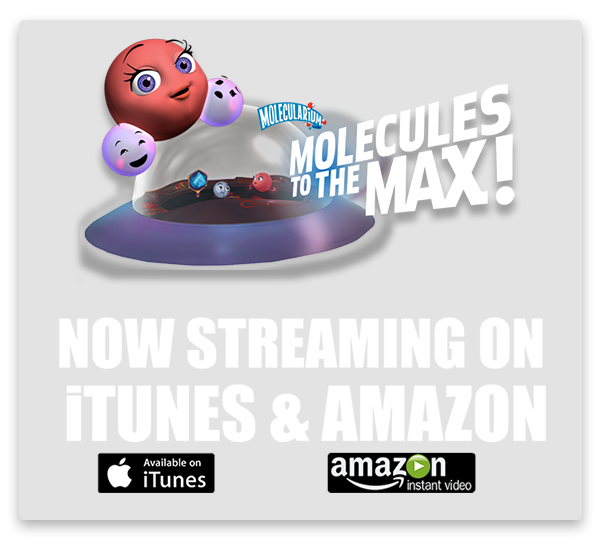 MOLECULARIUM
MOLECULES
TO THE MAX!
NOW STREAMING ON
iTUNES & AMAZON
Available on
iTunes
amazon
instant video